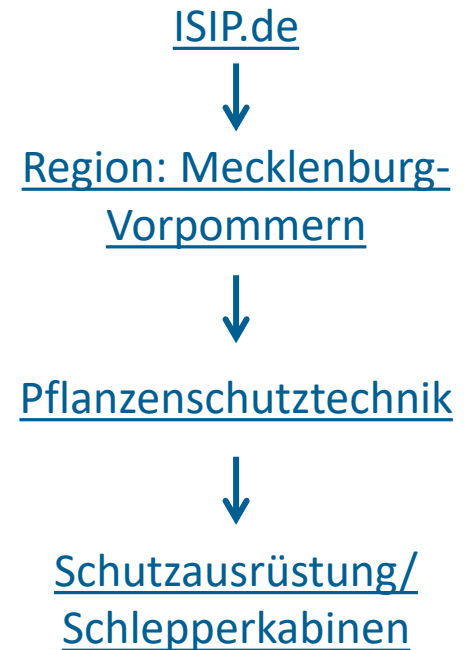 ISIP.de
Region: Mecklenburg-
Vorpommern
Pflanzenschutztechnik
Schutzausrüstung/
Schlepperkabinen